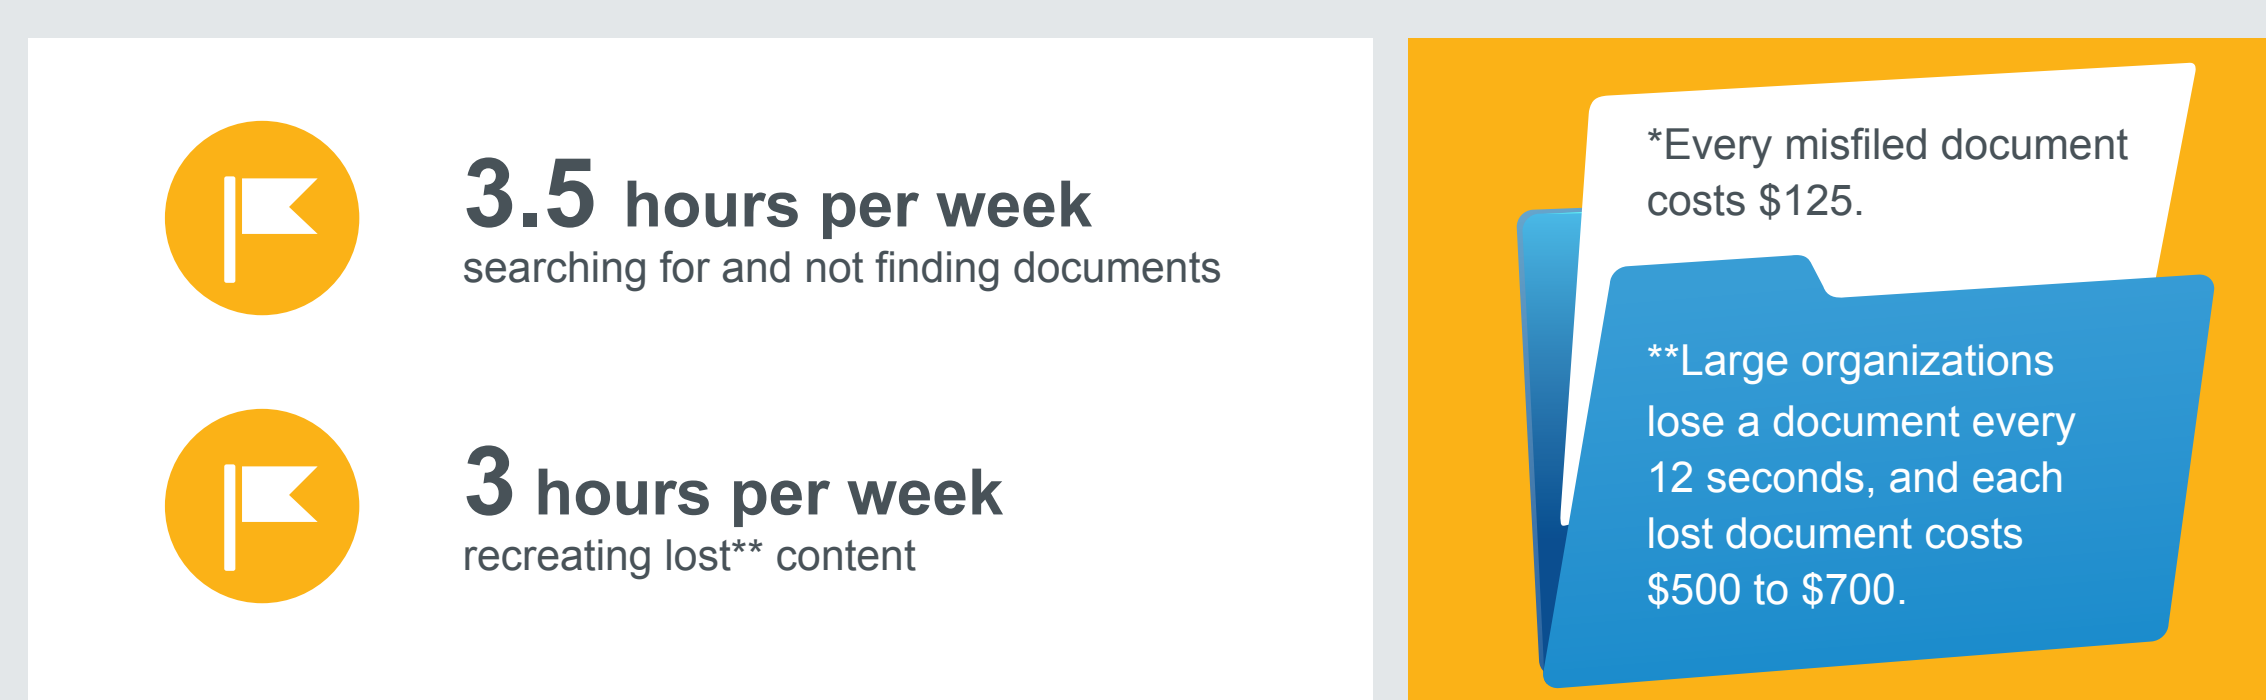 3.5 hours per week
searching for and not finding documents
3 hours per week
recreating lost** content
*Every misfiled document
costs $125.
**Large organizations
lose a document every
12 seconds, and each
lost document costs
$500 to $700.